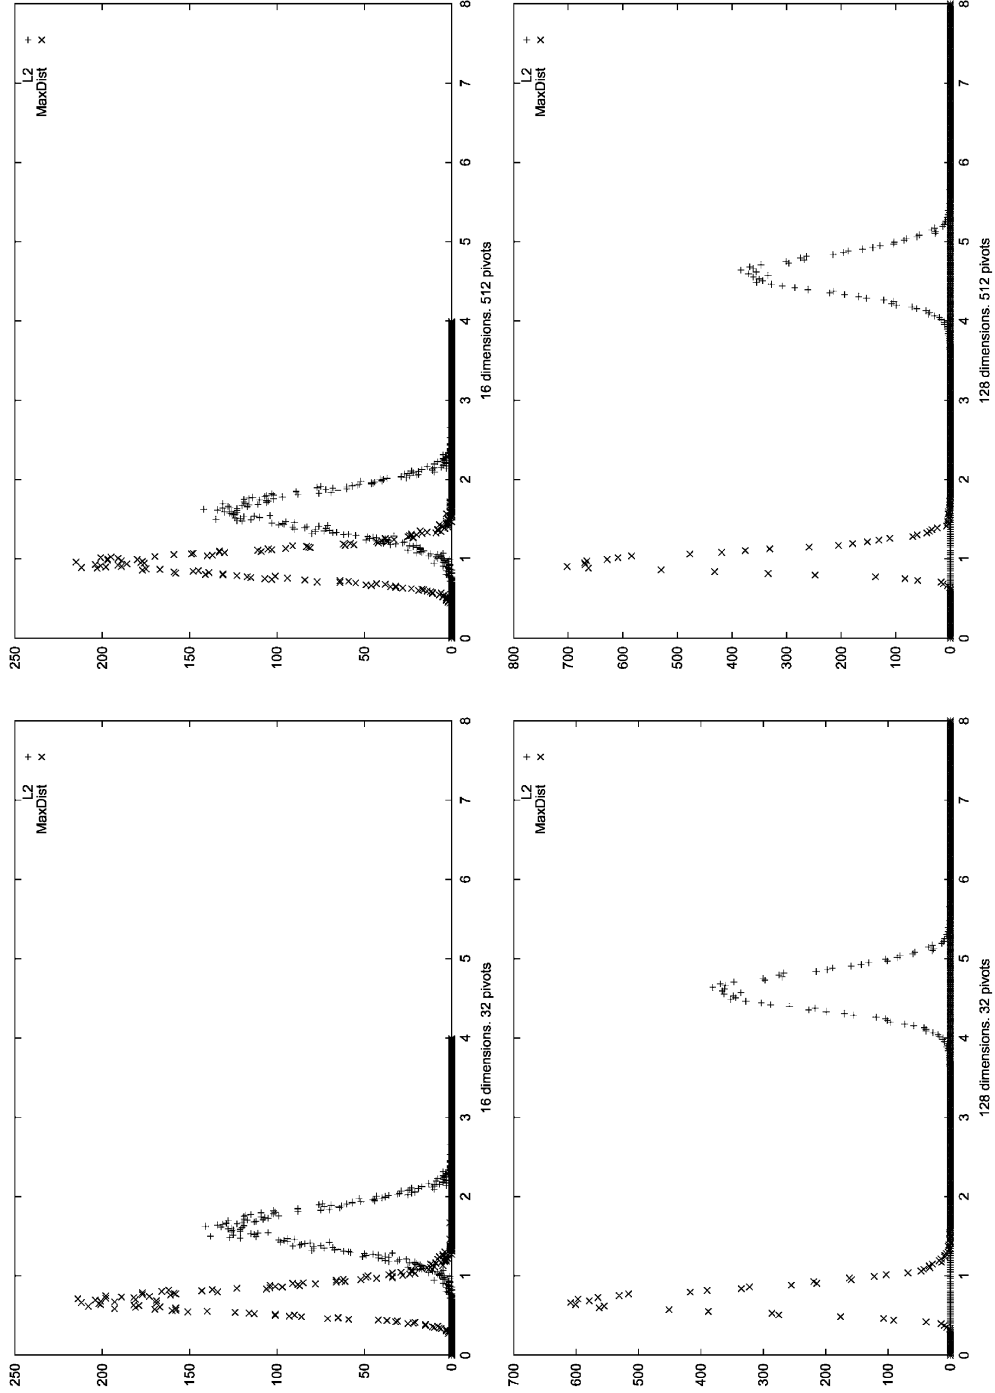 250
200
150
100
50
0
L2
MaxDist
0 1 2 3 4 5 6 7 8
16 dimensions. 32 pivots
250
200
150
100
50
0
L2
MaxDist
0 1 2 3 4 5 6 7 8
16 dimensions. 512 pivots
700
600
500
400
300
200
100
0
L2
MaxDist
0 1 2 3 4 5 6 7 8
128 dimensions. 32 pivots
800
700
600
500
400
300
200
100
0
L2
MaxDist
0 1 2 3 4 5 6 7 8
128 dimensions. 512 pivots